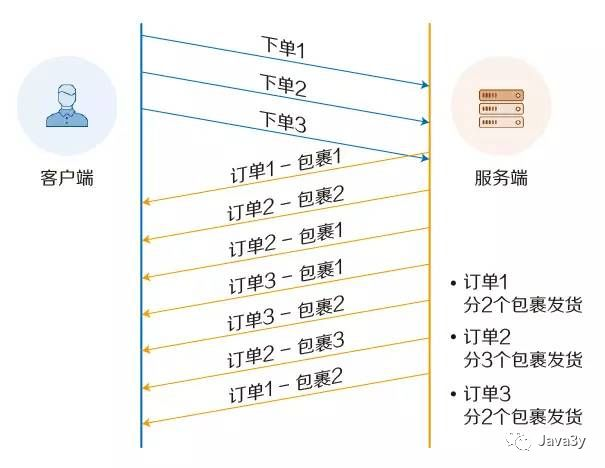 下单1
下单2
下单3
客户端
服务端
订单1 – 包裹1
订单2 – 包裹2
订单2 – 包裹1
订单3 – 包裹1
订单3 – 包裹2
订单2 – 包裹3
订单1 – 包裹2
• 订单1
分2个包裹发货
• 订单2
分3个包裹发货
• 订单3
分2个包裹发货
Java3y